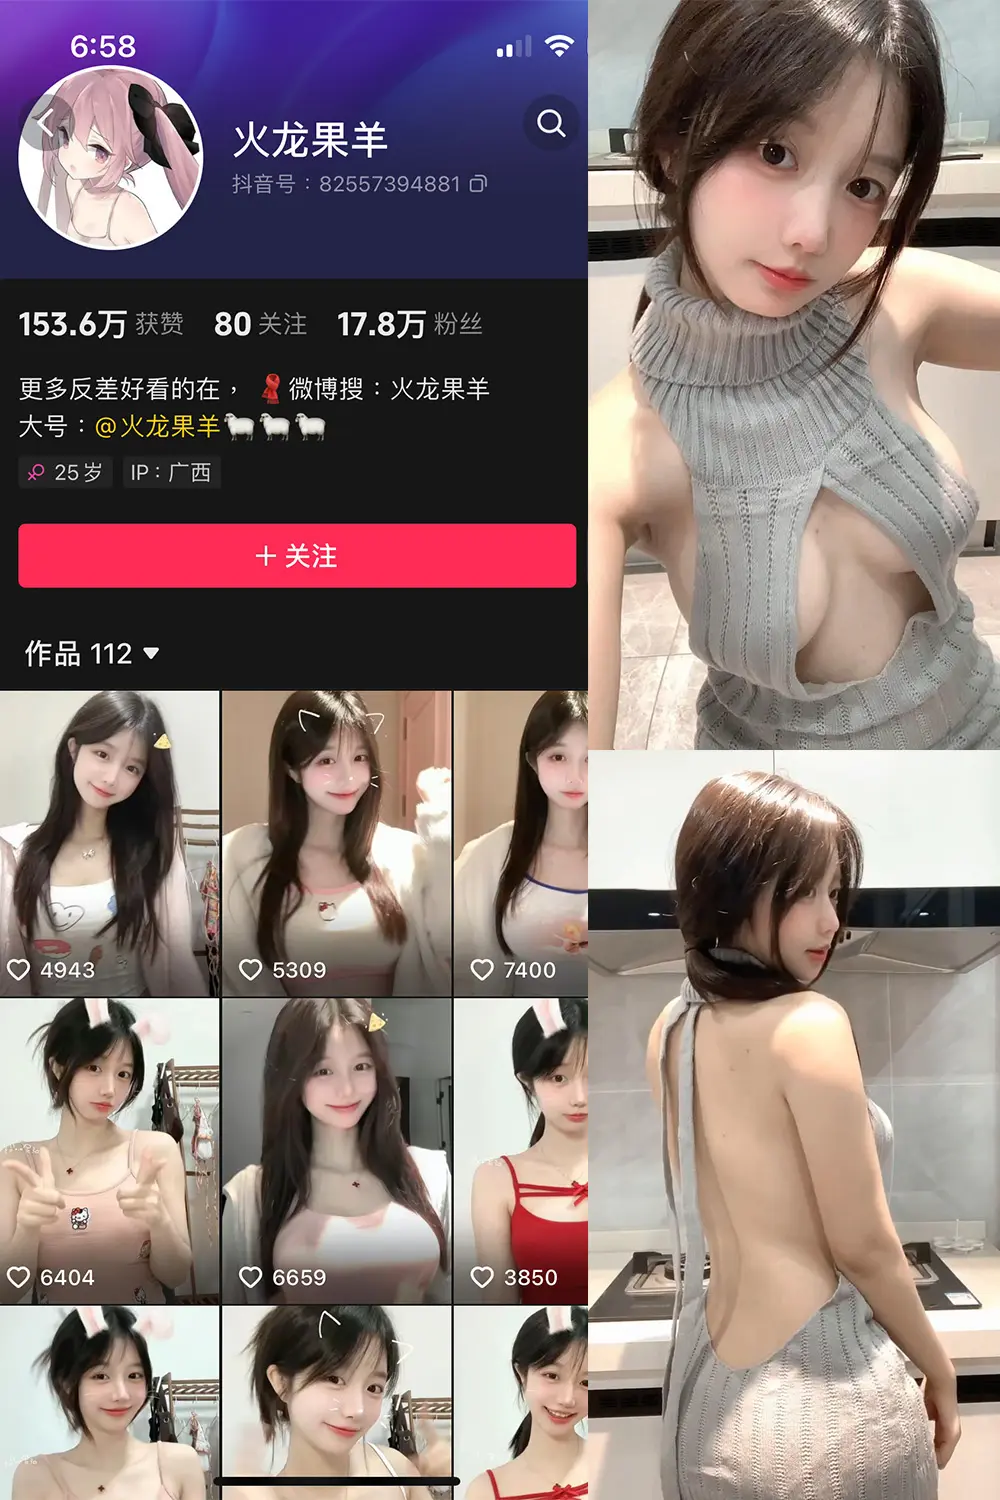 6:58
火龙果羊
抖音号：82557394881
153.6万 获赞 80 关注 17.8万 粉丝
更多反差好看的在， 🧣微博搜：火龙果羊
大号：@火龙果羊🐑🐑🐑
25岁 IP：广西
＋ 关注
作品 112 ▼
4943 5309 7400
6404 6659 3850